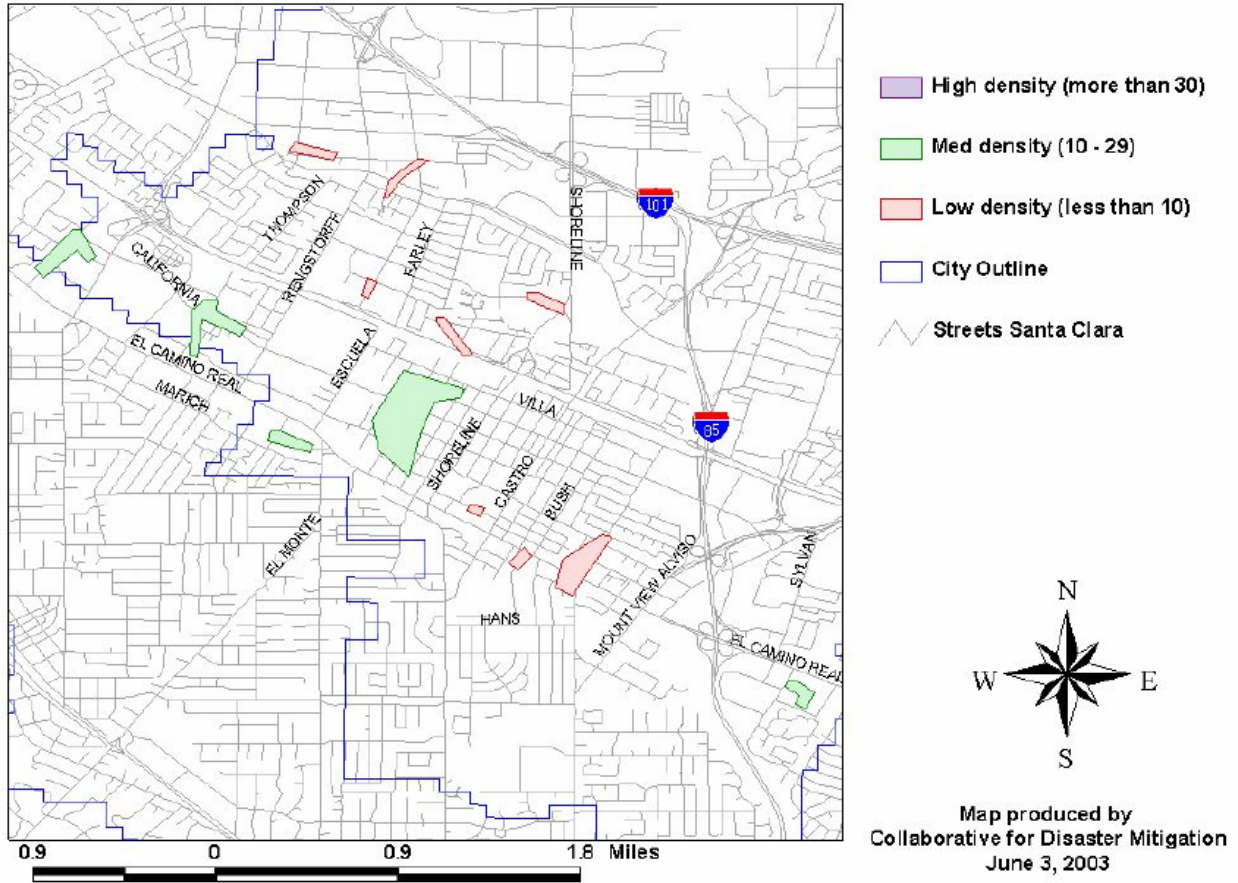 High density (more than 30)
Med density (10 - 29)
Low density (less than 10)
City Outline
Streets Santa Clara
101
85
THOMPSON
RENGSTORFF
FARLEY
SHORELINE
CALIFORNIA
ESCUELA
EL CAMINO REAL
MARICH
VILLA
SHORELINE
CASTRO
BUSH
EL MONTE
HANS
MOUNT VIEW ALVISO
SYLVAN
EL CAMINO REAL
N
W E
S
Map produced by
Collaborative for Disaster Mitigation
June 3, 2003
0.9 0 0.9 1.8 Miles